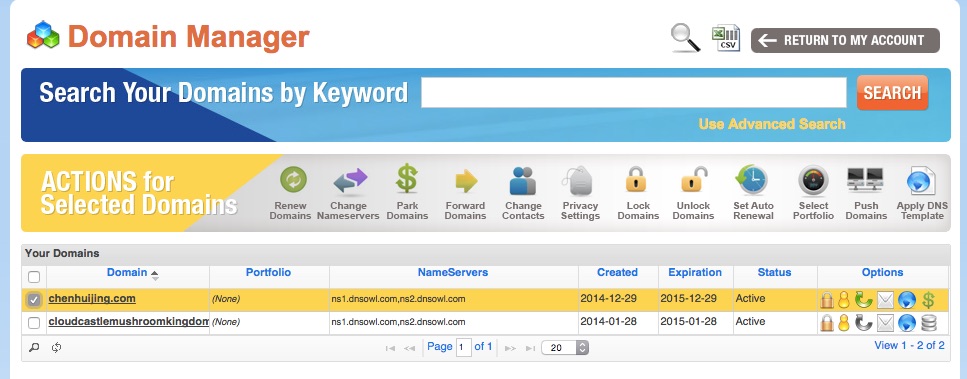 Domain Manager
CSV
RETURN TO MY ACCOUNT
Search Your Domains by Keyword
SEARCH
Use Advanced Search
ACTIONS for
Selected Domains
Renew Domains
Change Nameservers
Park Domains
Forward Domains
Change Contacts
Privacy Settings
Lock Domains
Unlock Domains
Set Auto Renewal
Select Portfolio
Push Domains
Apply DNS Template
Your Domains
Domain Portfolio NameServers Created Expiration Status Options
chenhuijing.com (None) ns1.dnsowl.com,ns2.dnsowl.com 2014-12-29 2015-12-29 Active
cloudcastlemushroomkingdom (None) ns1.dnsowl.com,ns2.dnsowl.com 2014-01-28 2015-01-28 Active
Page 1 of 1 20 View 1 - 2 of 2